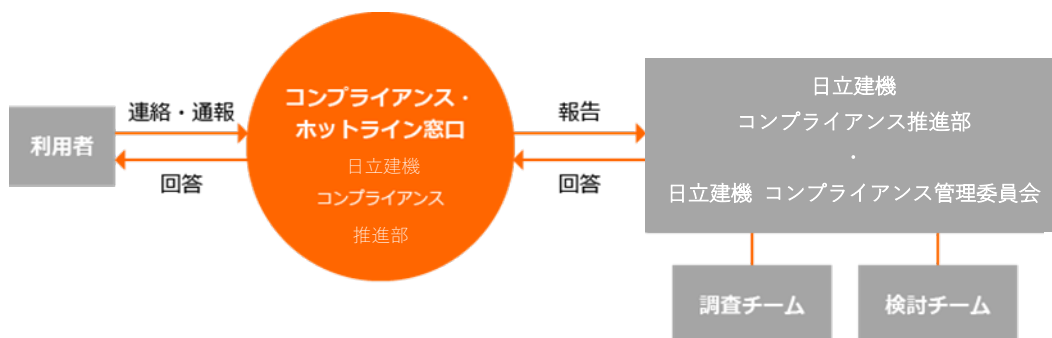 利用者
連絡・通報
回答
コンプライアンス・
ホットライン窓口
日立建機
コンプライアンス
推進部
報告
回答
日立建機
コンプライアンス推進部
・
日立建機 コンプライアンス管理委員会
調査チーム
検討チーム